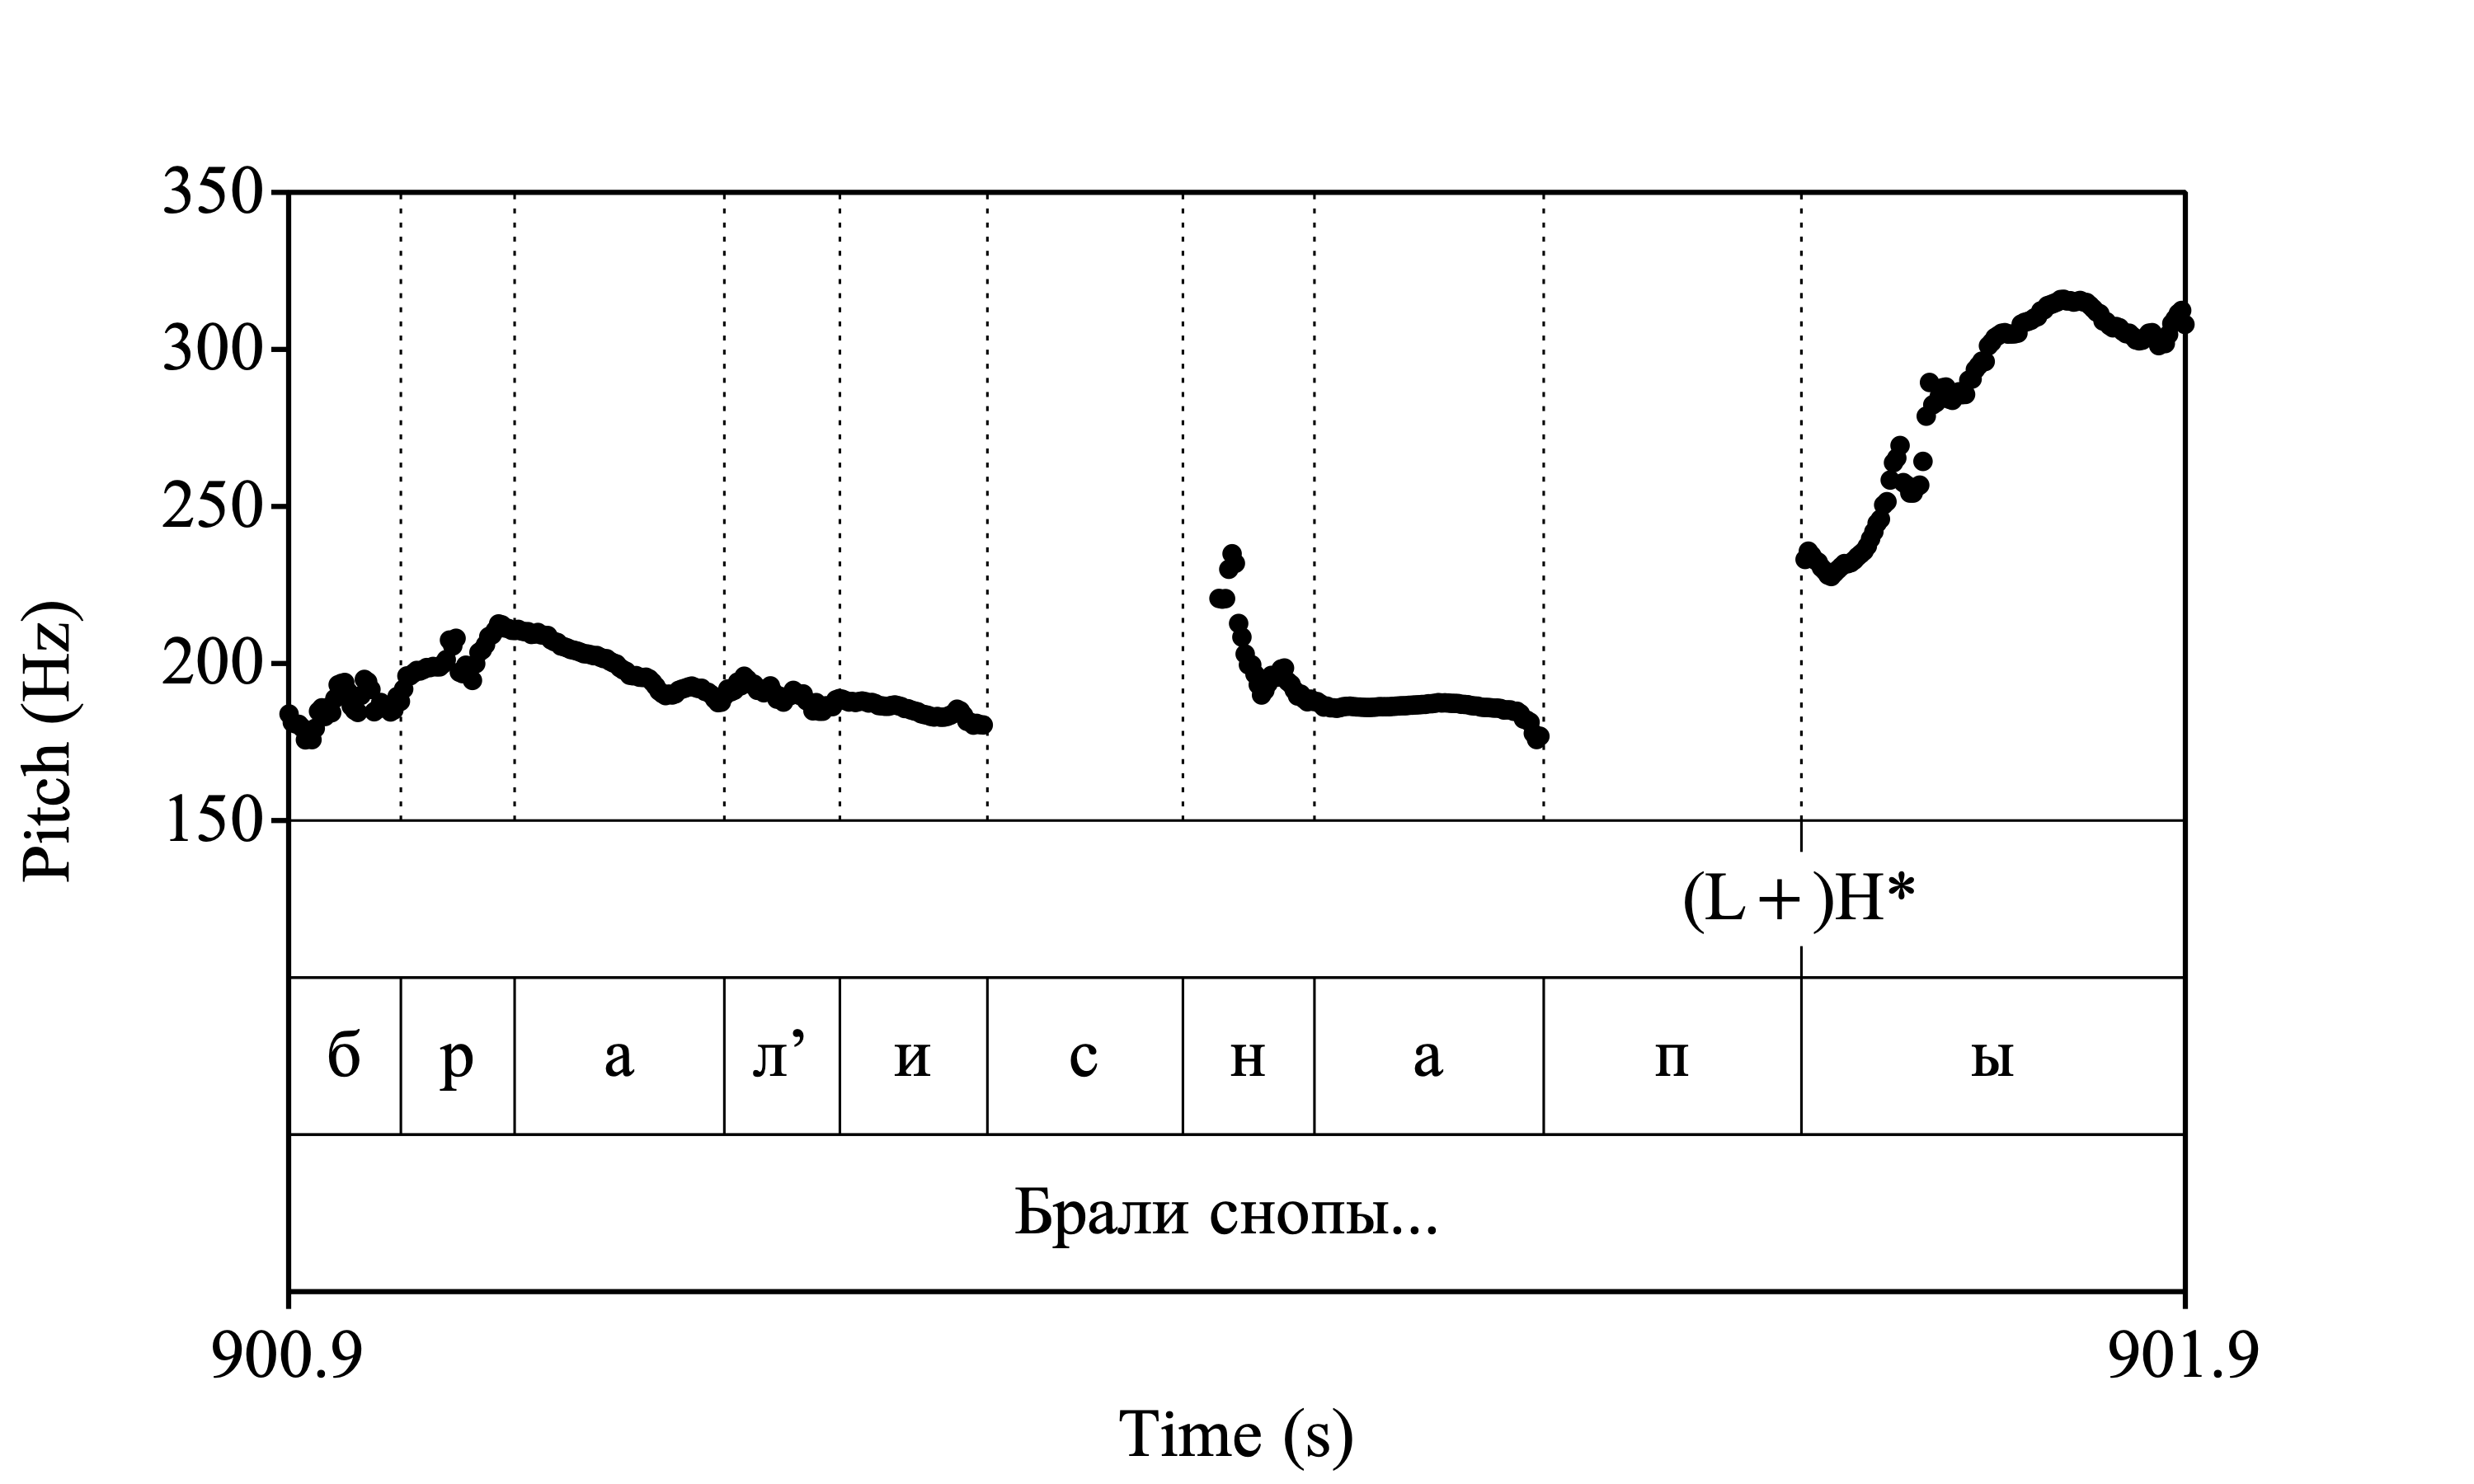 350
300
250
200
150
Pitch (Hz)
(L+)H*
б р а л’ и с н а п ы
Брали снопы...
900.9 901.9
Time (s)